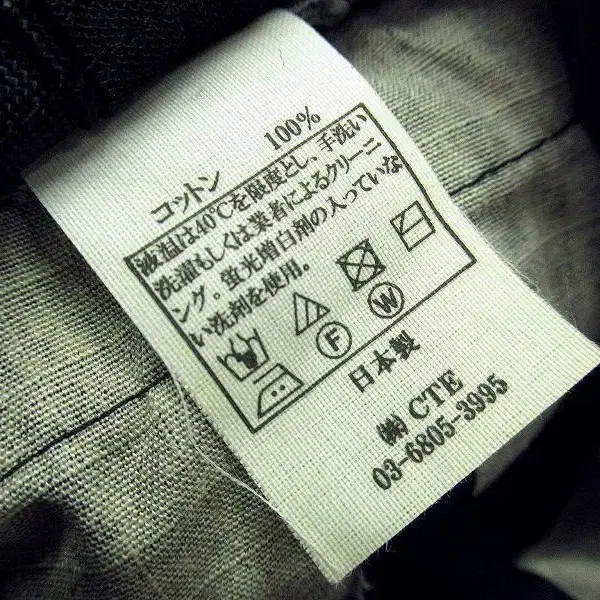 コットン 100%
液温は40℃を限度とし、手洗い
洗濯もしくは業者によるクリーニ
ング。蛍光増白剤の入っていな
い洗剤を使用。
F W
日本製
㈱ CTE
03-6805-3995